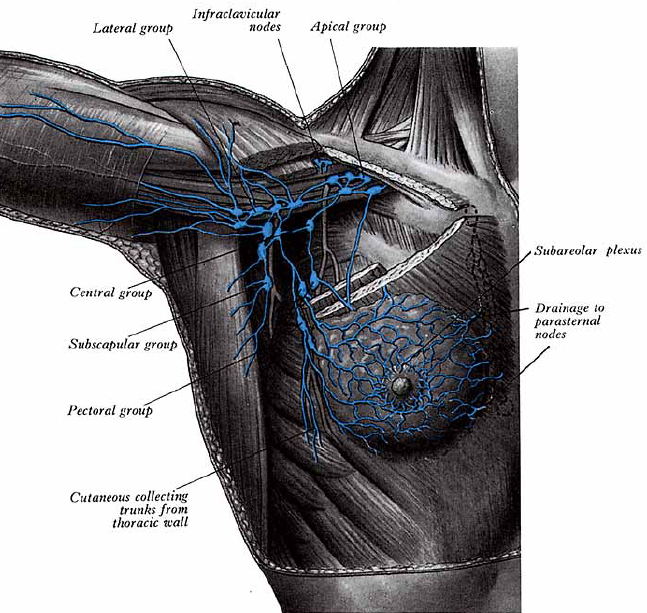 Lateral group
Infraclavicular
nodes
Apical group
Subareolar plexus
Drainage to
parasternal
nodes
Central group
Subscapular group
Pectoral group
Cutaneous collecting
trunks from
thoracic wall